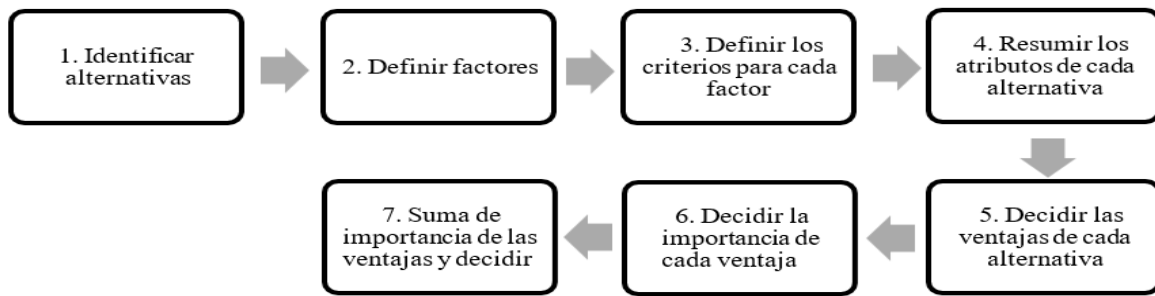 1. Identificar
alternativas
2. Definir factores
3. Definir los
criterios para cada
factor
4. Resumir los
atributos de cada
alternativa
5. Decidir las
ventajas de cada
alternativa
6. Decidir la
importancia de
cada ventaja
7. Suma de
importancia de las
ventajas y decidir